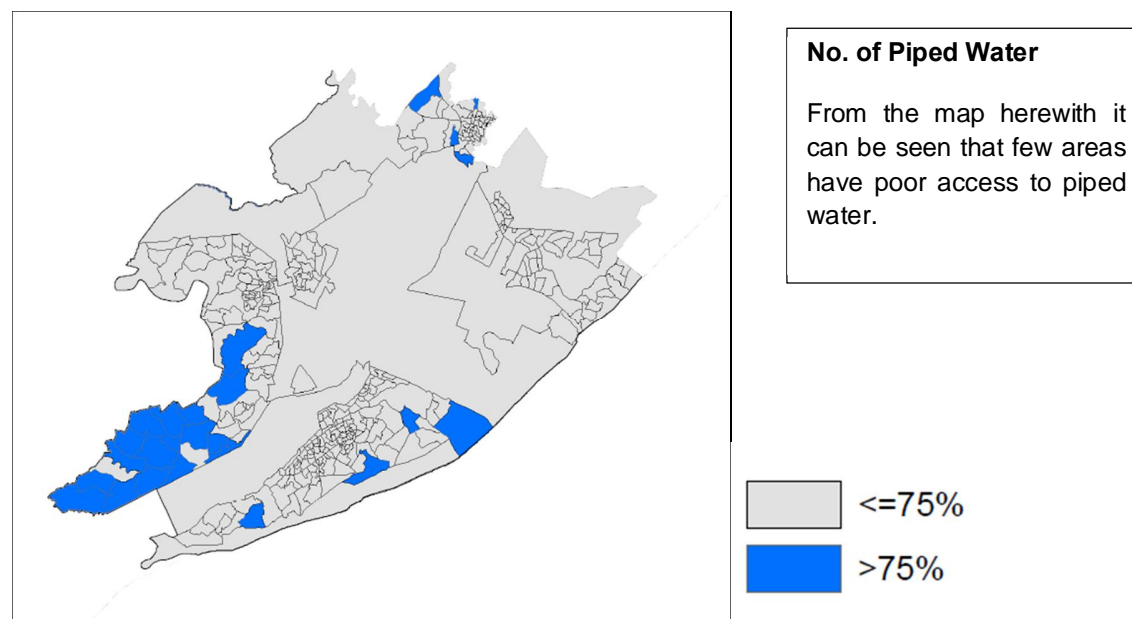 No. of Piped Water
From the map herewith it
can be seen that few areas
have poor access to piped
water.
<=75%
>75%